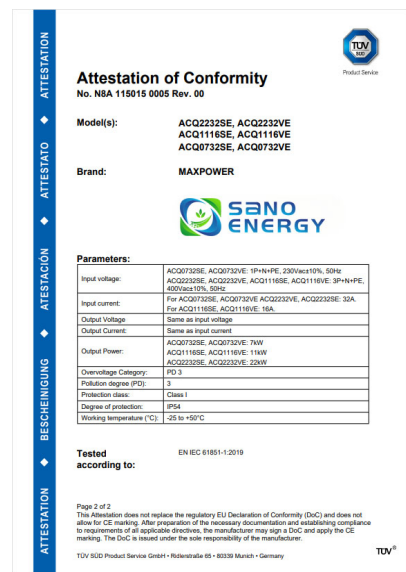 ATTESTATION ◆ BESCHEINIGUNG ◆ ATESTACIÓN ◆ ATTESTATO ◆ ATTESTATION
TÜV
SÜD
Product Service
Attestation of Conformity
No. N8A 115015 0005 Rev. 00
Model(s): ACQ2232SE, ACQ2232VE
ACQ1116SE, ACQ1116VE
ACQ0732SE, ACQ0732VE
Brand: MAXPOWER
SANO
ENERGY
Parameters:
Input voltage: ACQ0732SE, ACQ0732VE: 1P+N+PE, 230Vac±10%, 50Hz
ACQ2232SE, ACQ2232VE, ACQ1116SE, ACQ1116VE: 3P+N+PE,
400Vac±10%, 50Hz
Input current: For ACQ0732SE, ACQ0732VE ACQ2232VE, ACQ2232SE: 32A.
For ACQ1116SE, ACQ1116VE: 16A.
Output Voltage Same as input voltage
Output Current: Same as input current
Output Power: ACQ0732SE, ACQ0732VE: 7kW
ACQ1116SE, ACQ1116VE: 11kW
ACQ2232SE, ACQ2232VE: 22kW
Overvoltage Category: PD 3
Pollution degree (PD): 3
Protection class: Class I
Degree of protection: IP54
Working temperature (°C): -25 to +50°C
Tested
according to: EN IEC 61851-1:2019
Page 2 of 2
This Attestation does not replace the regulatory EU Declaration of Conformity (DoC) and does not
allow for CE marking. After preparation of the necessary documentation and establishing compliance
to requirements of all applicable directives, the manufacturer may sign a DoC and apply the CE
marking. The DoC is issued under the sole responsibility of the manufacturer.
TÜV SÜD Product Service GmbH • Ridlerstraße 65 • 80339 Munich • Germany
TÜV®